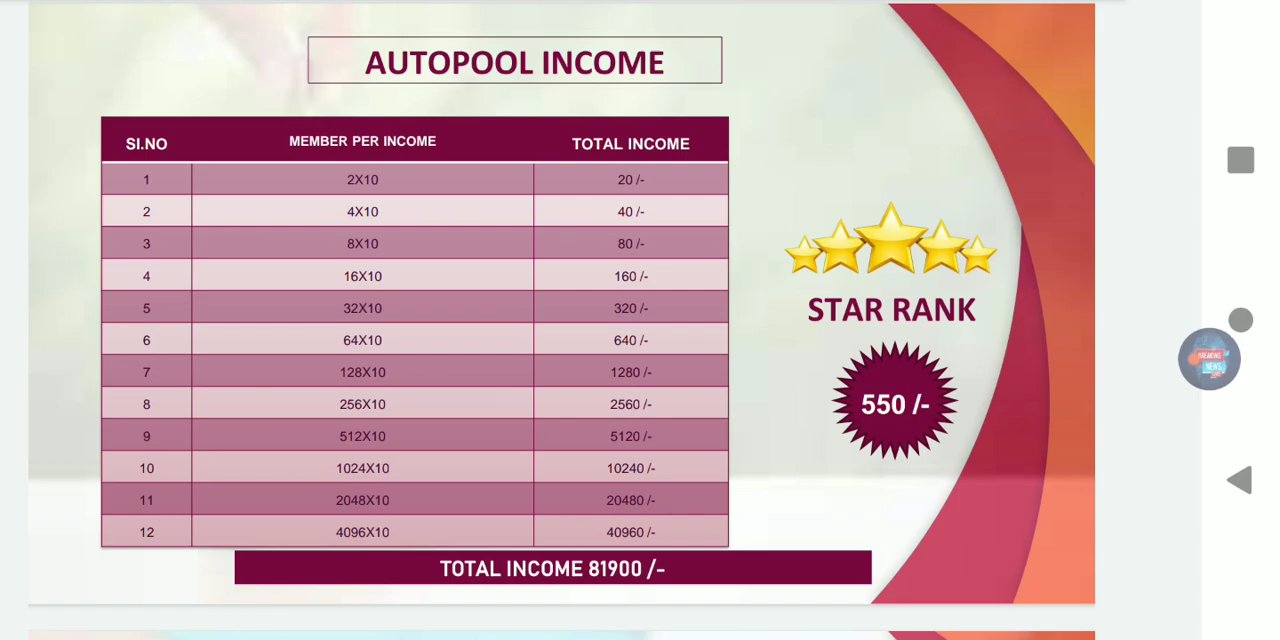 AUTOPOOL INCOME
SI.NO MEMBER PER INCOME TOTAL INCOME
1 2X10 20 /-
2 4X10 40 /-
3 8X10 80 /-
4 16X10 160 /-
5 32X10 320 /-
6 64X10 640 /-
7 128X10 1280 /-
8 256X10 2560 /-
9 512X10 5120 /-
10 1024X10 10240 /-
11 2048X10 20480 /-
12 4096X10 40960 /-
TOTAL INCOME 81900 /-
STAR RANK
550 /-
BREAKING
NEWS